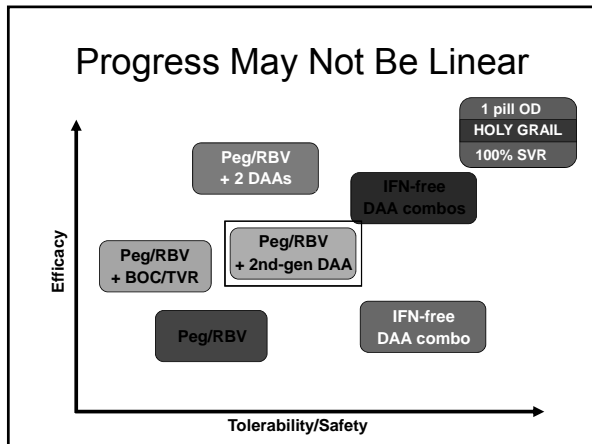 Progress May Not Be Linear
1 pill OD
HOLY GRAIL
100% SVR
Peg/RBV
+ 2 DAAs
IFN-free
DAA combos
Peg/RBV
+ 2nd-gen DAA
Peg/RBV
+ BOC/TVR
Peg/RBV
IFN-free
DAA combo
Efficacy
Tolerability/Safety